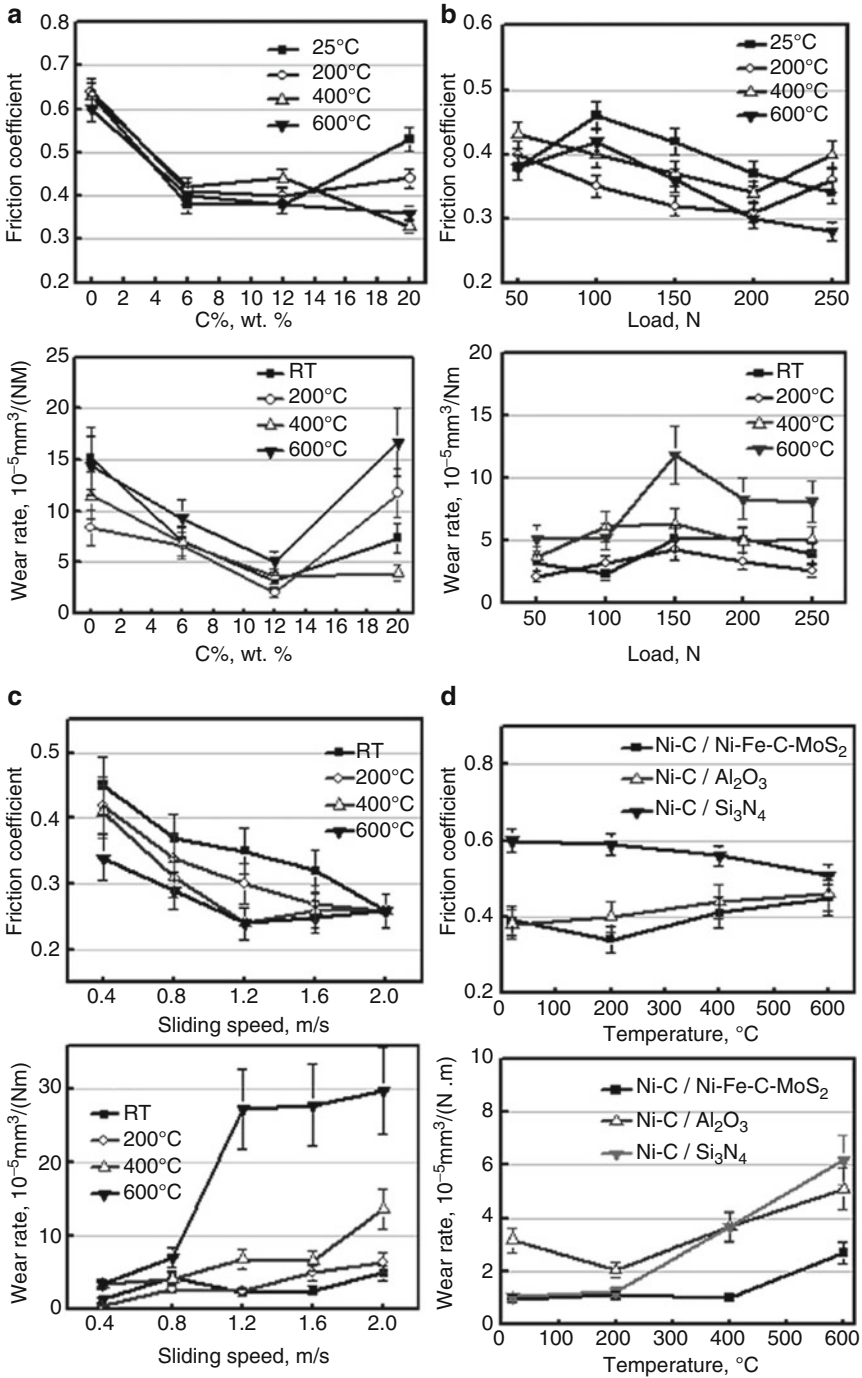 a
0.8
0.7
0.6
0.5
0.4
0.3
0.2
Friction coefficient
25°C
200°C
400°C
600°C
0 2 4 6 8 10 12 14 16 18 20
C%, wt. %
25
20
15
10
5
0
Wear rate, 10⁻⁵mm³/(NM)
RT
200°C
400°C
600°C
0 2 4 6 8 10 12 14 16 18 20
C%, wt. %
b
0.6
0.5
0.4
0.3
0.2
Friction coefficient
25°C
200°C
400°C
600°C
50 100 150 200 250
Load, N
20
15
10
5
0
Wear rate, 10⁻⁵mm³/Nm
RT
200°C
400°C
600°C
50 100 150 200 250
Load, N
c
0.5
0.4
0.3
0.2
Friction coefficient
RT
200°C
400°C
600°C
0.4 0.8 1.2 1.6 2.0
Sliding speed, m/s
30
20
10
0
Wear rate, 10⁻⁵mm³/(Nm)
RT
200°C
400°C
600°C
0.4 0.8 1.2 1.6 2.0
Sliding speed, m/s
d
0.8
0.6
0.4
0.2
Friction coefficient
Ni-C / Ni-Fe-C-MoS₂
Ni-C / Al₂O₃
Ni-C / Si₃N₄
0 100 200 300 400 500 600
Temperature, °C
10
8
6
4
2
0
Wear rate, 10⁻⁵mm³/(N .m)
Ni-C / Ni-Fe-C-MoS₂
Ni-C / Al₂O₃
Ni-C / Si₃N₄
0 100 200 300 400 500 600
Temperature, °C